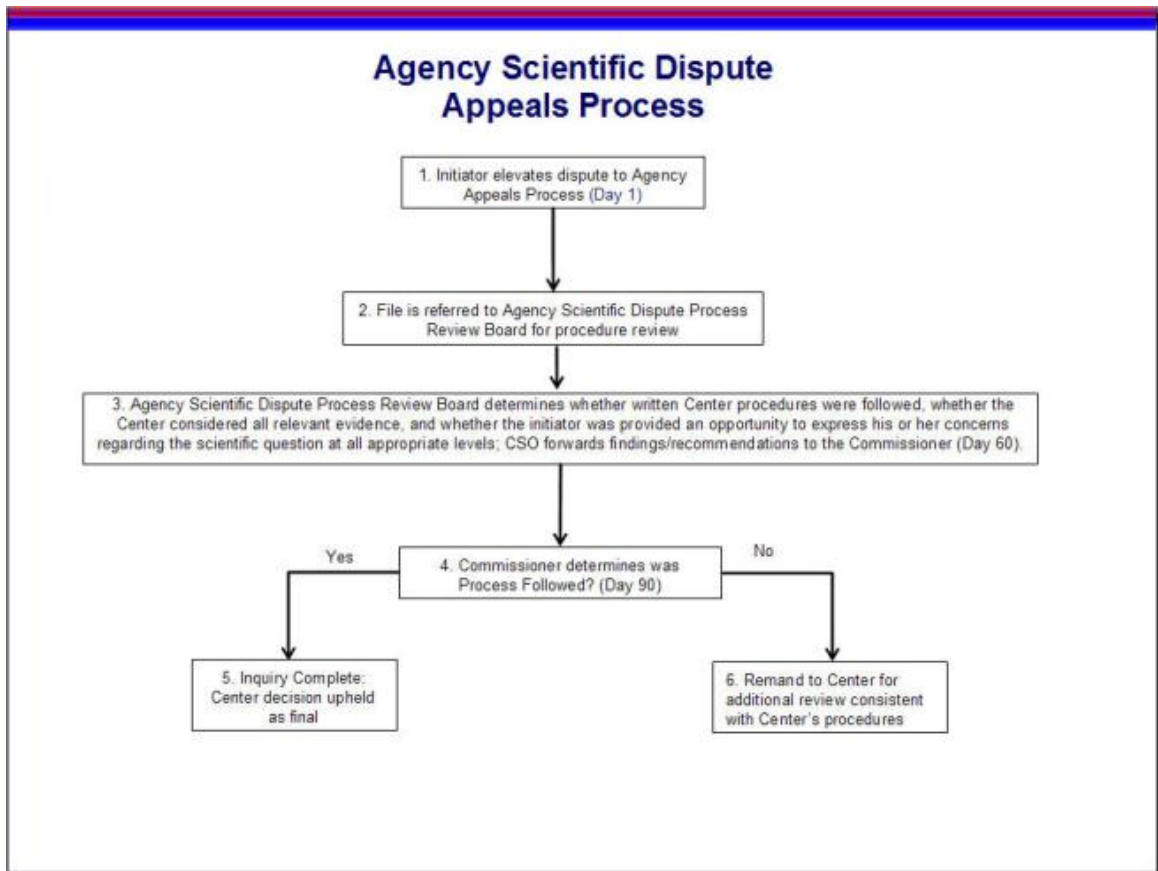 Agency Scientific Dispute
Appeals Process
1. Initiator elevates dispute to Agency
Appeals Process (Day 1)
2. File is referred to Agency Scientific Dispute Process
Review Board for procedure review
3. Agency Scientific Dispute Process Review Board determines whether written Center procedures were followed, whether the
Center considered all relevant evidence, and whether the initiator was provided an opportunity to express his or her concerns
regarding the scientific question at all appropriate levels; CSO forwards findings/recommendations to the Commissioner (Day 60).
Yes
4. Commissioner determines was
Process Followed? (Day 90)
No
5. Inquiry Complete:
Center decision upheld
as final
6. Remand to Center for
additional review consistent
with Center's procedures